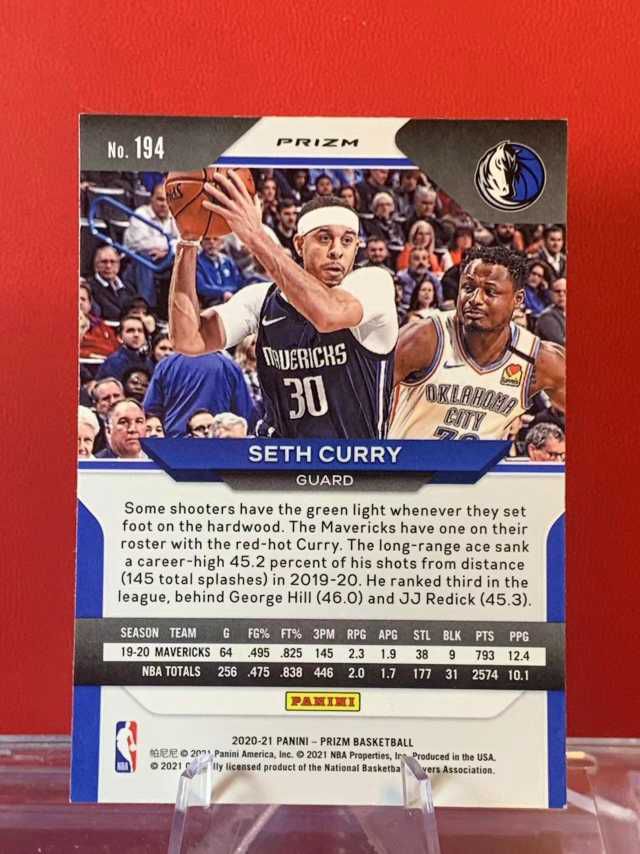 No. 194
PRIZM
MAVERICKS
30
OKLAHOMA
CITY
SETH CURRY
GUARD
Some shooters have the green light whenever they set
foot on the hardwood. The Mavericks have one on their
roster with the red-hot Curry. The long-range ace sank
a career-high 45.2 percent of his shots from distance
(145 total splashes) in 2019-20. He ranked third in the
league, behind George Hill (46.0) and JJ Redick (45.3).
SEASON TEAM G FG% FT% 3PM RPG APG STL BLK PTS PPG
19-20 MAVERICKS 64 .495 .825 145 2.3 1.9 38 9 793 12.4
NBA TOTALS 256 .475 .838 446 2.0 1.7 177 31 2574 10.1
PANINI
NBA
2020-21 PANINI – PRIZM BASKETBALL
帕尼尼 © 2021 Panini America, Inc. © 2021 NBA Properties, Inc. Produced in the USA.
© 2021 licensed product of the National Basketball Association.